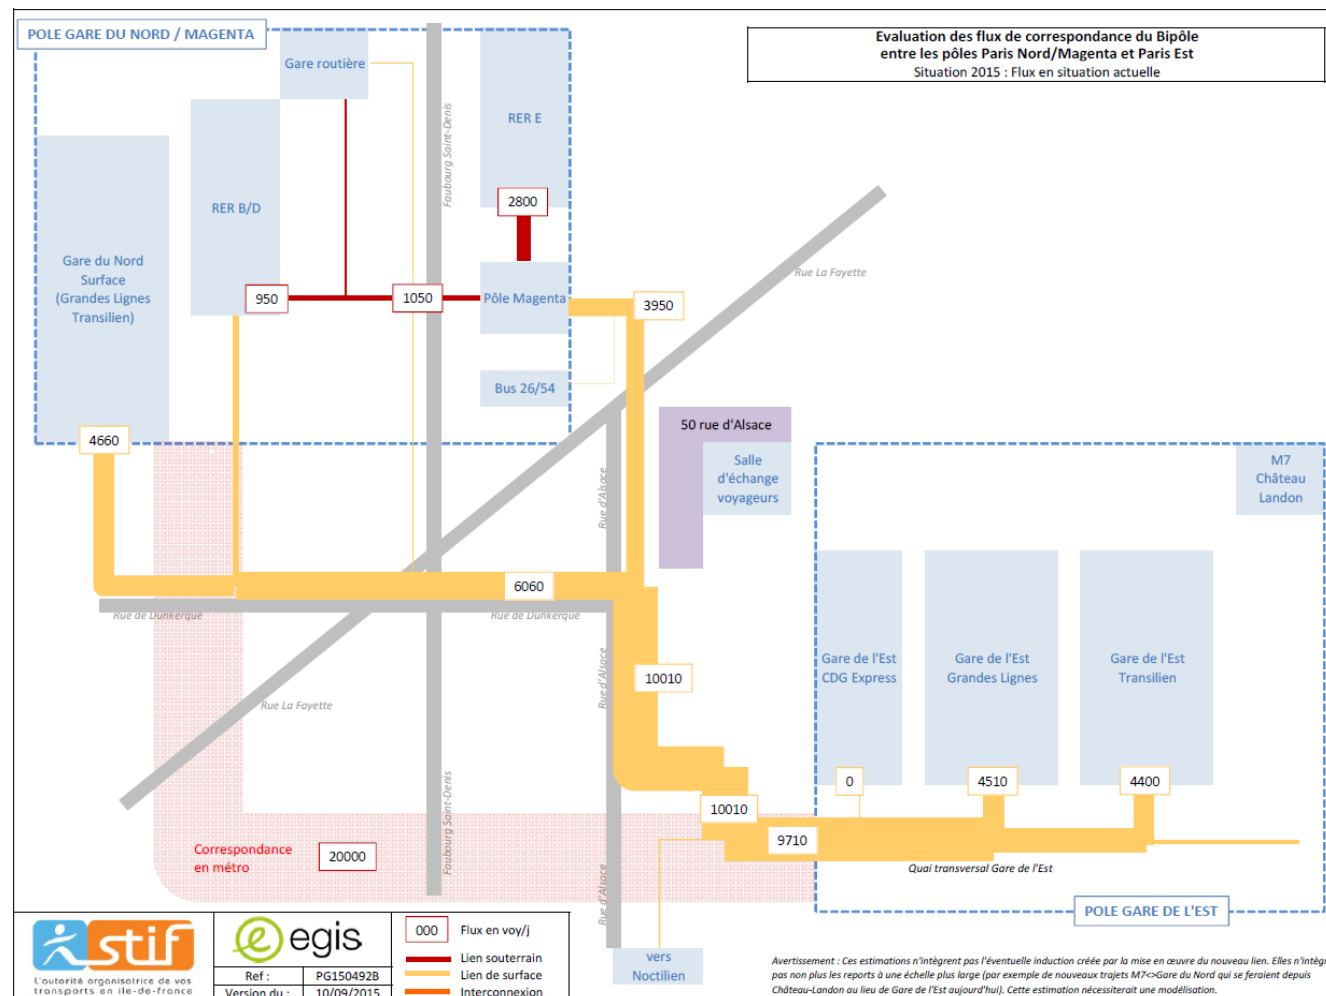 POLE GARE DU NORD / MAGENTA
Evaluation des flux de correspondance du Bipôle
entre les pôles Paris Nord/Magenta et Paris Est
Situation 2015 : Flux en situation actuelle
Gare routière
Faubourg Saint-Denis
RER E
RER B/D
2800
Gare du Nord
Surface
(Grandes Lignes
Transilien)
Rue La Fayette
950
1050
Pôle Magenta
3950
Bus 26/54
4660
50 rue d'Alsace
Salle
d'échange
voyageurs
M7
Château
Landon
Rue d'Alsace
6060
Rue de Dunkerque
Rue de Dunkerque
Gare de l'Est
CDG Express
Gare de l'Est
Grandes Lignes
Gare de l'Est
Transilien
Rue d'Alsace
10010
Rue La Fayette
0
4510
4400
Faubourg Saint-Denis
10010
9710
Correspondance
en métro
20000
Quai transversal Gare de l'Est
Rue d'Alsace
POLE GARE DE L'EST
stif
L'autorité organisatrice de vos
transports en île-de-france
egis
Ref :
PG150492B
Version du :
10/09/2015
000
Flux en voy/j
Lien souterrain
Lien de surface
Interconnexion
vers
Noctilien
Avertissement : Ces estimations n'intègrent pas l'éventuelle induction créée par la mise en œuvre du nouveau lien. Elles n'intègr
pas non plus les reports à une échelle plus large (par exemple de nouveaux trajets M7<>Gare du Nord qui se feraient depuis
Château-Landon au lieu de Gare de l'Est aujourd'hui). Cette estimation nécessiterait une modélisation.